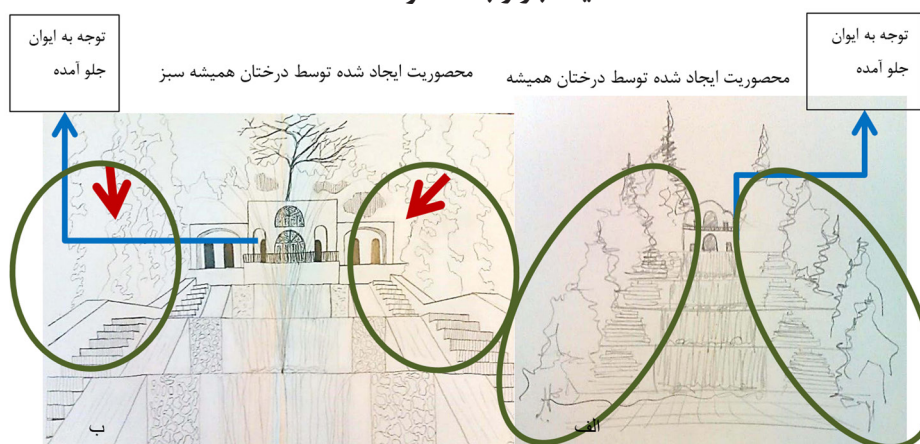 توجه به ایوان
جلو آمده
توجه به ایوان
جلو آمده
محصوریت ایجاد شده توسط درختان همیشه
محصوریت ایجاد شده توسط درختان همیشه سبز
الف
ب